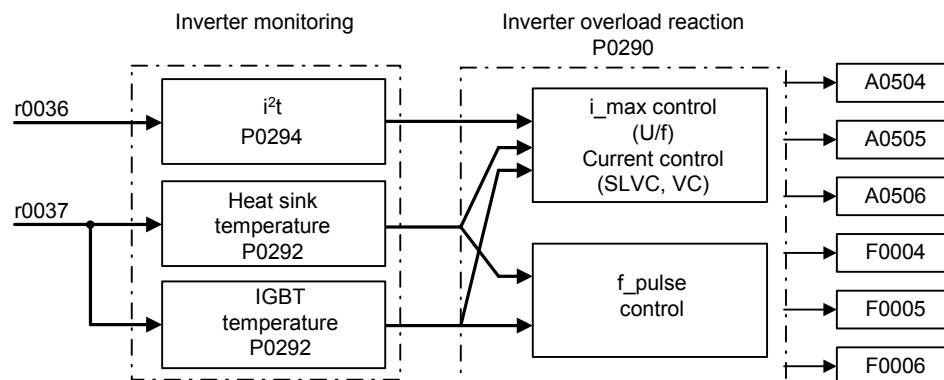 Inverter monitoring
Inverter overload reaction
P0290
r0036
i²t
P0294
r0037
Heat sink
temperature
P0292
IGBT
temperature
P0292
i_max control
(U/f)
Current control
(SLVC, VC)
f_pulse
control
A0504
A0505
A0506
F0004
F0005
F0006